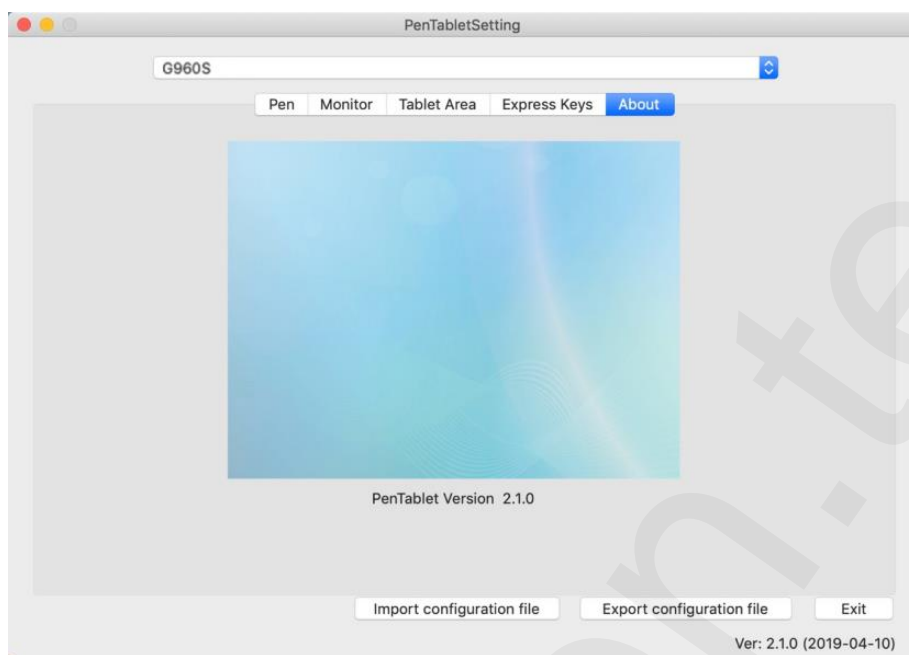 PenTabletSetting
G960S
Pen Monitor Tablet Area Express Keys About
PenTablet Version 2.1.0
Import configuration file Export configuration file Exit
Ver: 2.1.0 (2019-04-10)